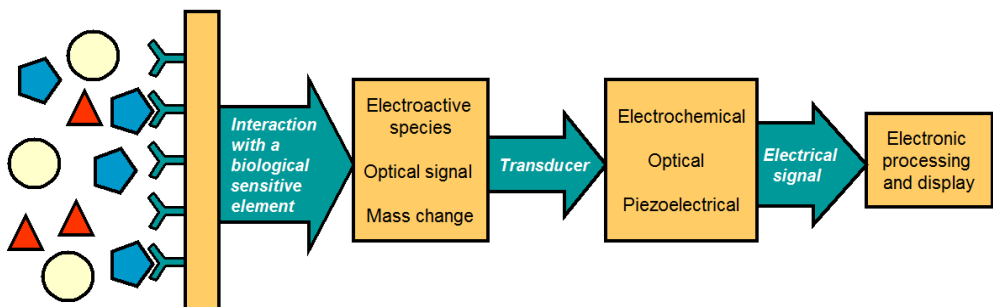 Interaction
with a
biological
sensitive
element
Electroactive
species
Optical signal
Mass change
Transducer
Electrochemical
Optical
Piezoelectrical
Electrical
signal
Electronic
processing
and display